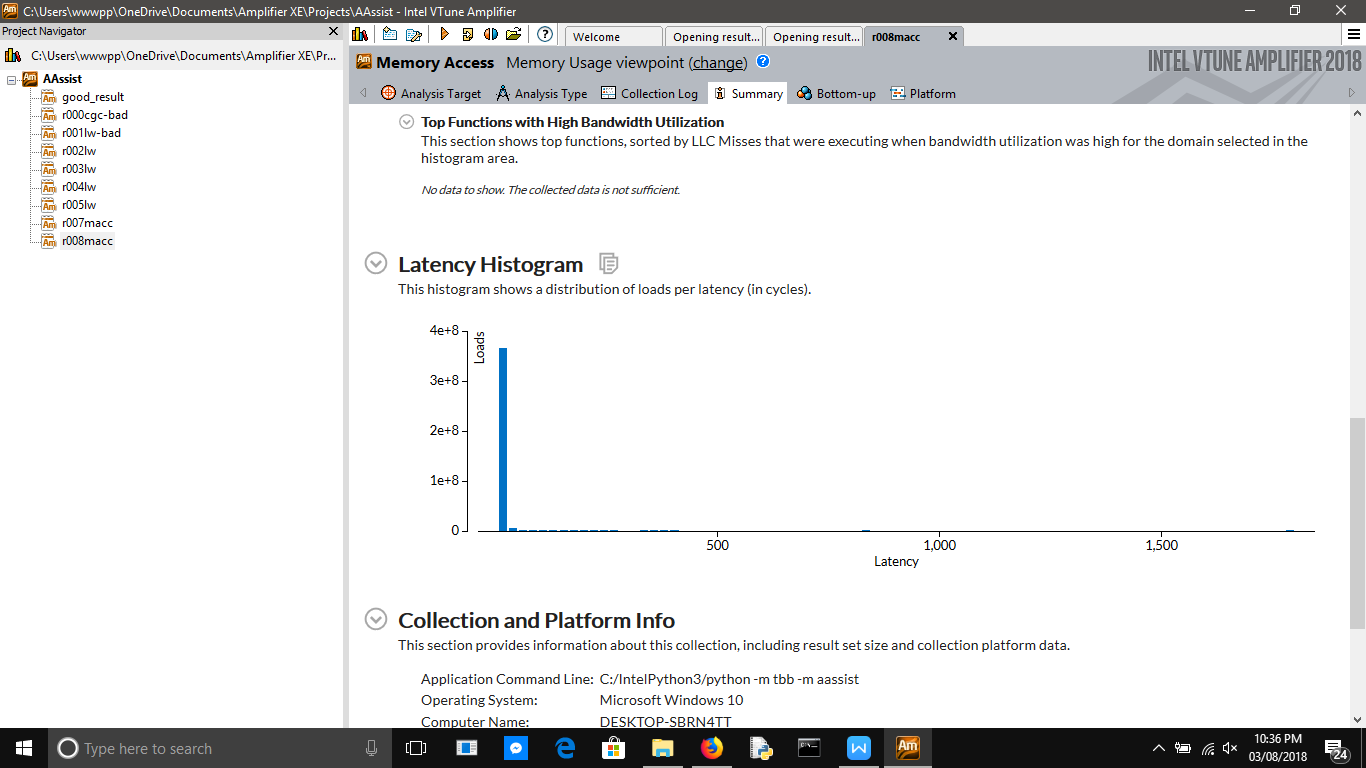 C:\Users\wwwpp\OneDrive\Documents\Amplifier XE\Projects\AAssist - Intel VTune Amplifier
Project Navigator
C:\Users\wwwpp\OneDrive\Documents\Amplifier XE\Pr...
AAssist
good_result
r000cgc-bad
r001lw-bad
r002lw
r003lw
r004lw
r005lw
r007macc
r008macc
Welcome
Opening result...
Opening result...
r008macc
Memory Access Memory Usage viewpoint (change) ?
INTEL VTUNE AMPLIFIER 2018
Analysis Target
Analysis Type
Collection Log
Summary
Bottom-up
Platform
Top Functions with High Bandwidth Utilization
This section shows top functions, sorted by LLC Misses that were executing when bandwidth utilization was high for the domain selected in the
histogram area.
No data to show. The collected data is not sufficient.
Latency Histogram
This histogram shows a distribution of loads per latency (in cycles).
4e+8
3e+8
2e+8
1e+8
0
Loads
500
1,000
1,500
Latency
Collection and Platform Info
This section provides information about this collection, including result set size and collection platform data.
Application Command Line: C:/IntelPython3/python -m tbb -m aassist
Operating System: Microsoft Windows 10
Computer Name: DESKTOP-SBRN4TT
Type here to search
10:36 PM
03/08/2018
24